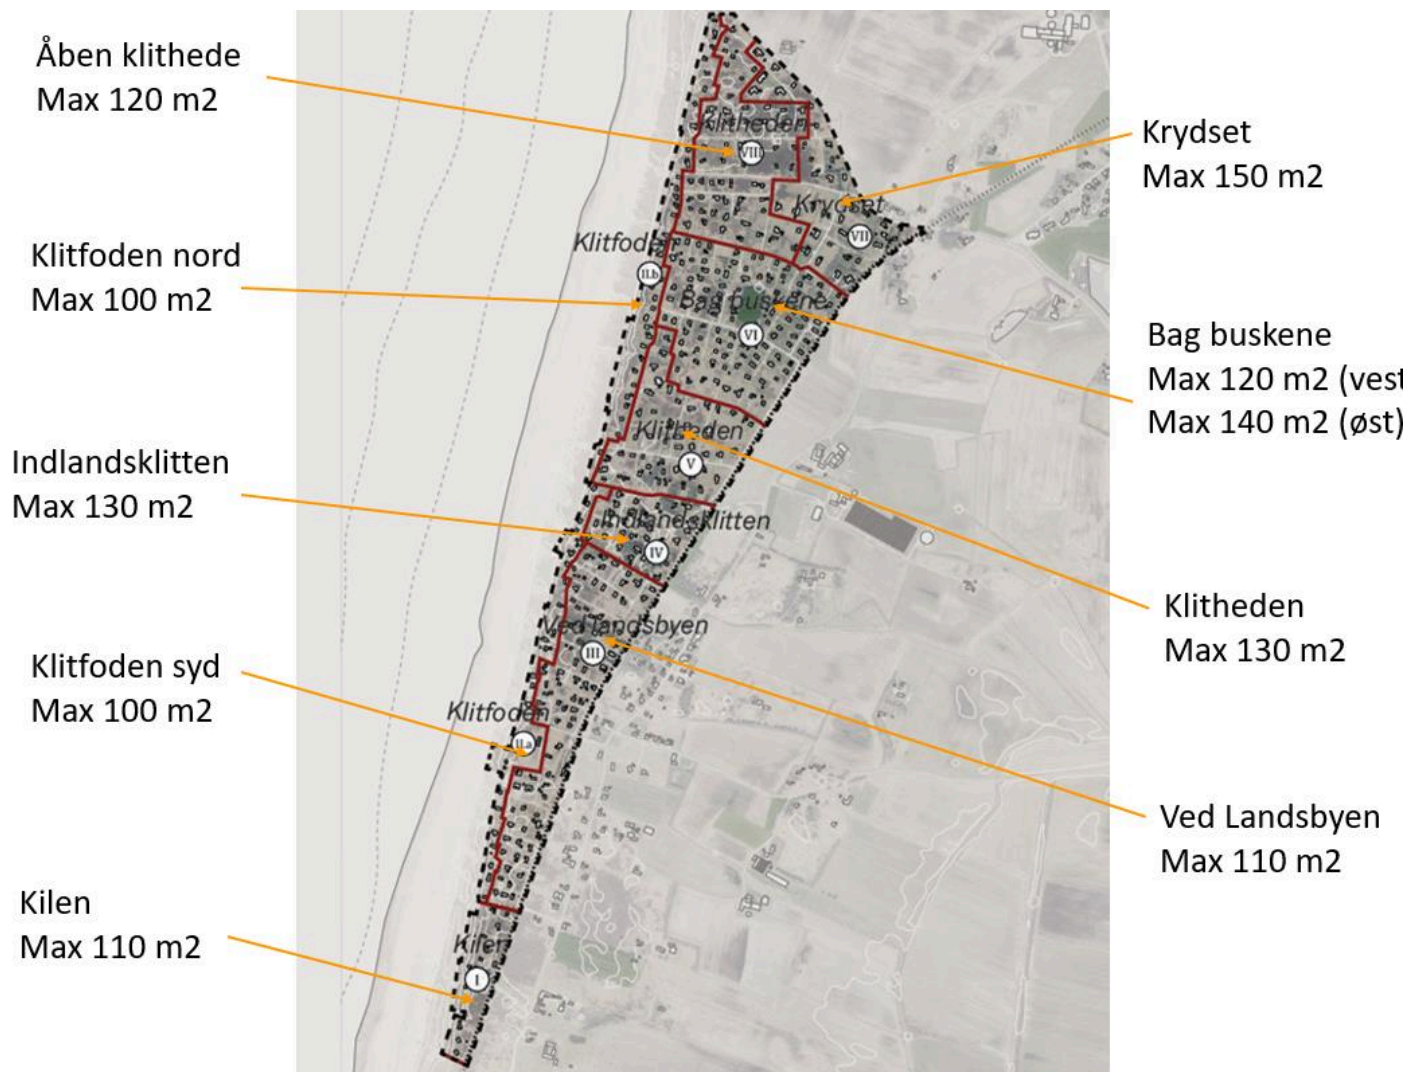 Åben klithede
Max 120 m2
Klitfoden nord
Max 100 m2
Indlandsklitten
Max 130 m2
Klitfoden syd
Max 100 m2
Kilen
Max 110 m2
Klitheden
VIII
Krydset
VII
Klitfoden
II.b
Bag buskene
VI
Klitheden
V
Indlandsklitten
IV
Ved landsbyen
III
Klitfoden
II.a
Kilen
I
Krydset
Max 150 m2
Bag buskene
Max 120 m2 (vest
Max 140 m2 (øst)
Klitheden
Max 130 m2
Ved Landsbyen
Max 110 m2